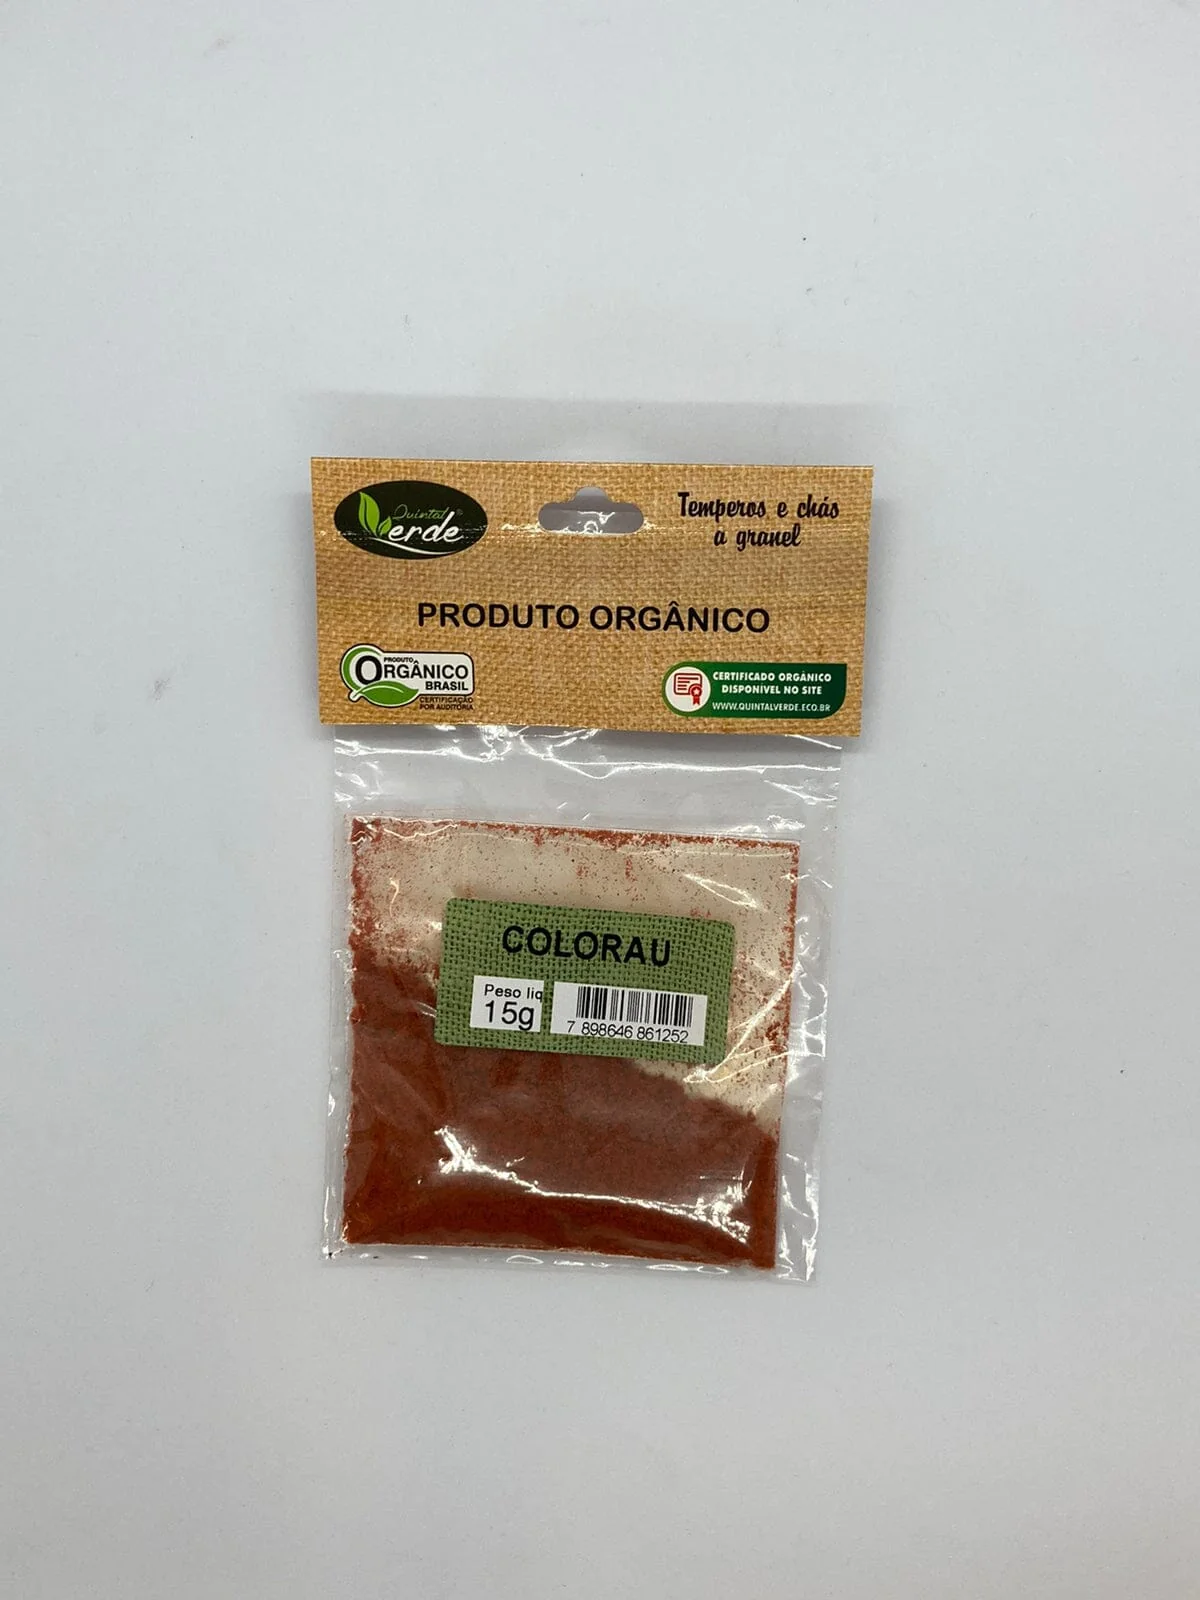 Quintal
Verde
Temperos e chás
a granel
PRODUTO ORGÂNICO
PRODUTO
ORGÂNICO
BRASIL
CERTIFICAÇÃO
POR AUDITORIA
CERTIFICADO ORGÂNICO
DISPONÍVEL NO SITE
WWW.QUINTALVERDE.ECO.BR
COLORAU
Peso liq
15g
7 898646 861252